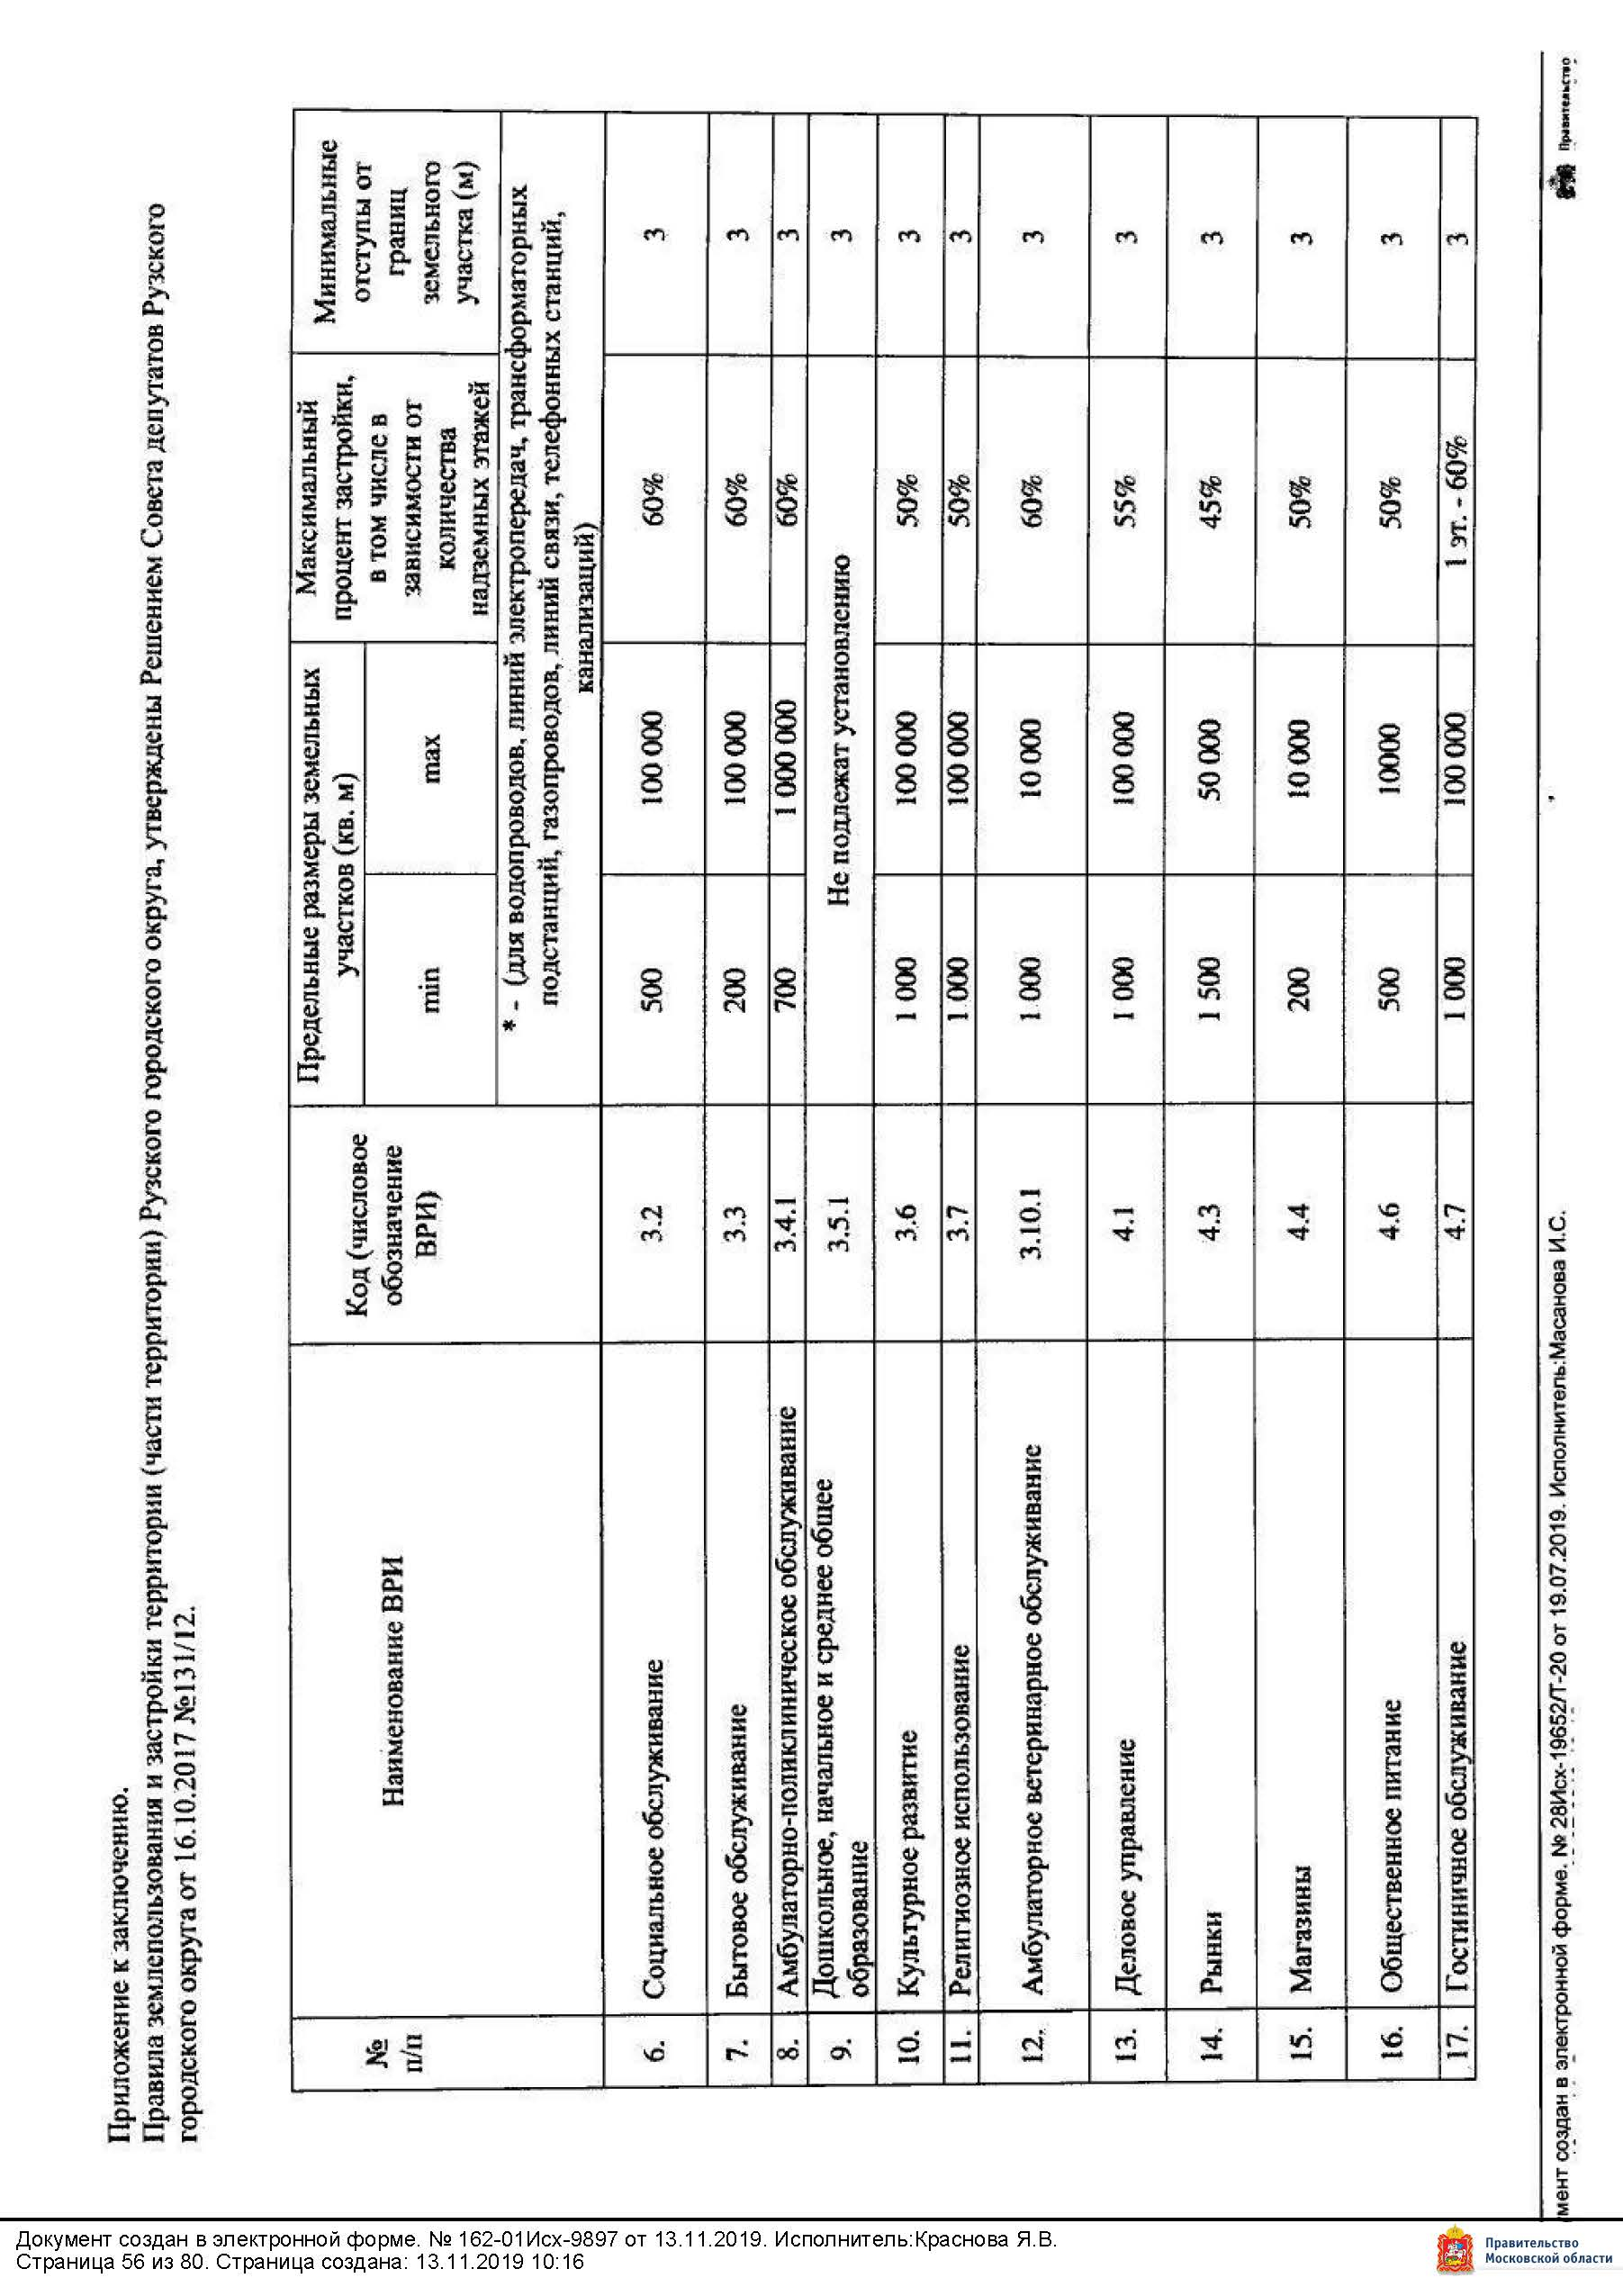 Приложение к заключению.
Правила землепользования и застройки территории (части территории) Рузского городского округа, утверждены Решением Совета депутатов Рузского
городского округа от 16.10.2017 №131/12.
№
п/п
Наименование ВРИ
Код (числовое
обозначение
ВРИ)
Предельные размеры земельных
участков (кв. м)
min
max
Максимальный
процент застройки,
в том числе в
зависимости от
количества
надземных этажей
Минимальные
отступы от
границ
земельного
участка (м)
* - (для водопроводов, линий электропередач, трансформаторных
подстанций, газопроводов, линий связи, телефонных станций,
канализаций)
6. Социальное обслуживание 3.2 500 100 000 60% 3
7. Бытовое обслуживание 3.3 200 100 000 60% 3
8. Амбулаторно-поликлиническое обслуживание 3.4.1 700 1 000 000 60% 3
9. Дошкольное, начальное и среднее общее
образование 3.5.1 Не подлежат установлению 3
10. Культурное развитие 3.6 1 000 100 000 50% 3
11. Религиозное использование 3.7 1 000 100 000 50% 3
12. Амбулаторное ветеринарное обслуживание 3.10.1 1 000 10 000 60% 3
13. Деловое управление 4.1 1 000 100 000 55% 3
14. Рынки 4.3 1 500 50 000 45% 3
15. Магазины 4.4 200 10 000 50% 3
16. Общественное питание 4.6 500 10000 50% 3
17. Гостиничное обслуживание 4.7 1 000 100 000 1 эт. - 60% 3
мент создан в электронной форме. № 28Исх-19652/Т-20 от 19.07.2019. Исполнитель:Масанова И.С.
Правительство
Документ создан в электронной форме. № 162-01Исх-9897 от 13.11.2019. Исполнитель:Краснова Я.В.
Страница 56 из 80. Страница создана: 13.11.2019 10:16
Правительство
Московской области